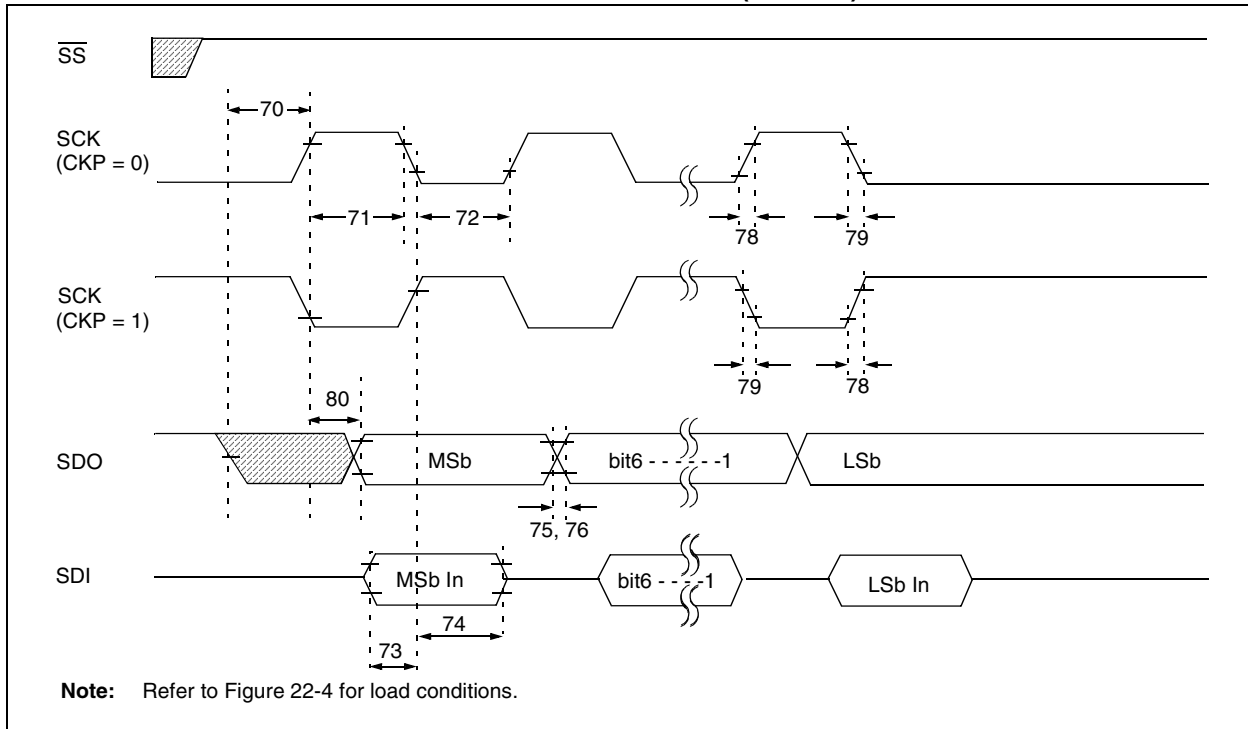 SS
70
SCK
(CKP = 0)
71
72
78
79
SCK
(CKP = 1)
79
78
80
SDO
MSb
bit6 - - - - - - -1
LSb
75, 76
SDI
MSb In
bit6 - - - - -1
LSb In
74
73
Note: Refer to Figure 22-4 for load conditions.